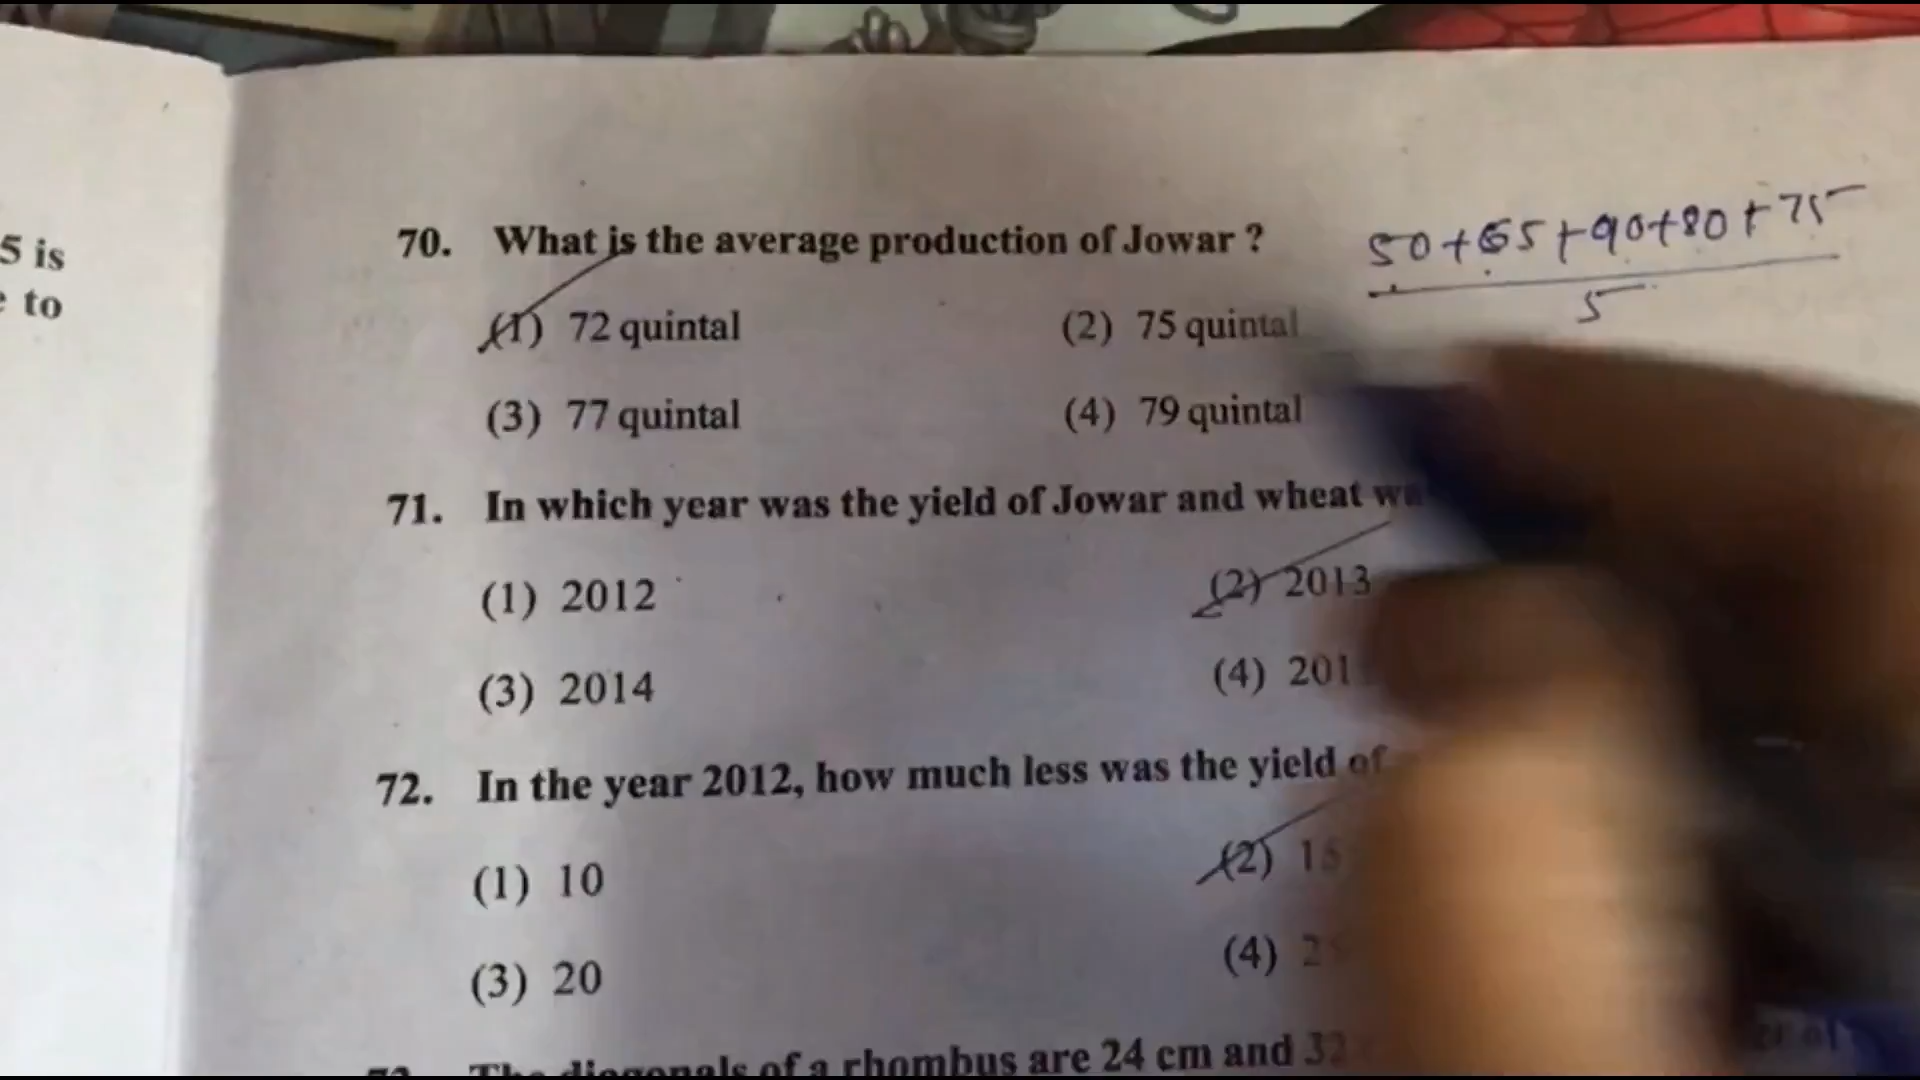 5 is
to
70. What is the average production of Jowar ?
50+65+90+80+75
5
(1) 72 quintal (2) 75 quintal
(3) 77 quintal (4) 79 quintal
71. In which year was the yield of Jowar and wheat
(1) 2012 (2) 2013
(3) 2014 (4)
72. In the year 2012, how much less was the yield of
(1) 10 (2) 15
(3) 20 (4)
The diagonals of a rhombus are 24 cm and 32